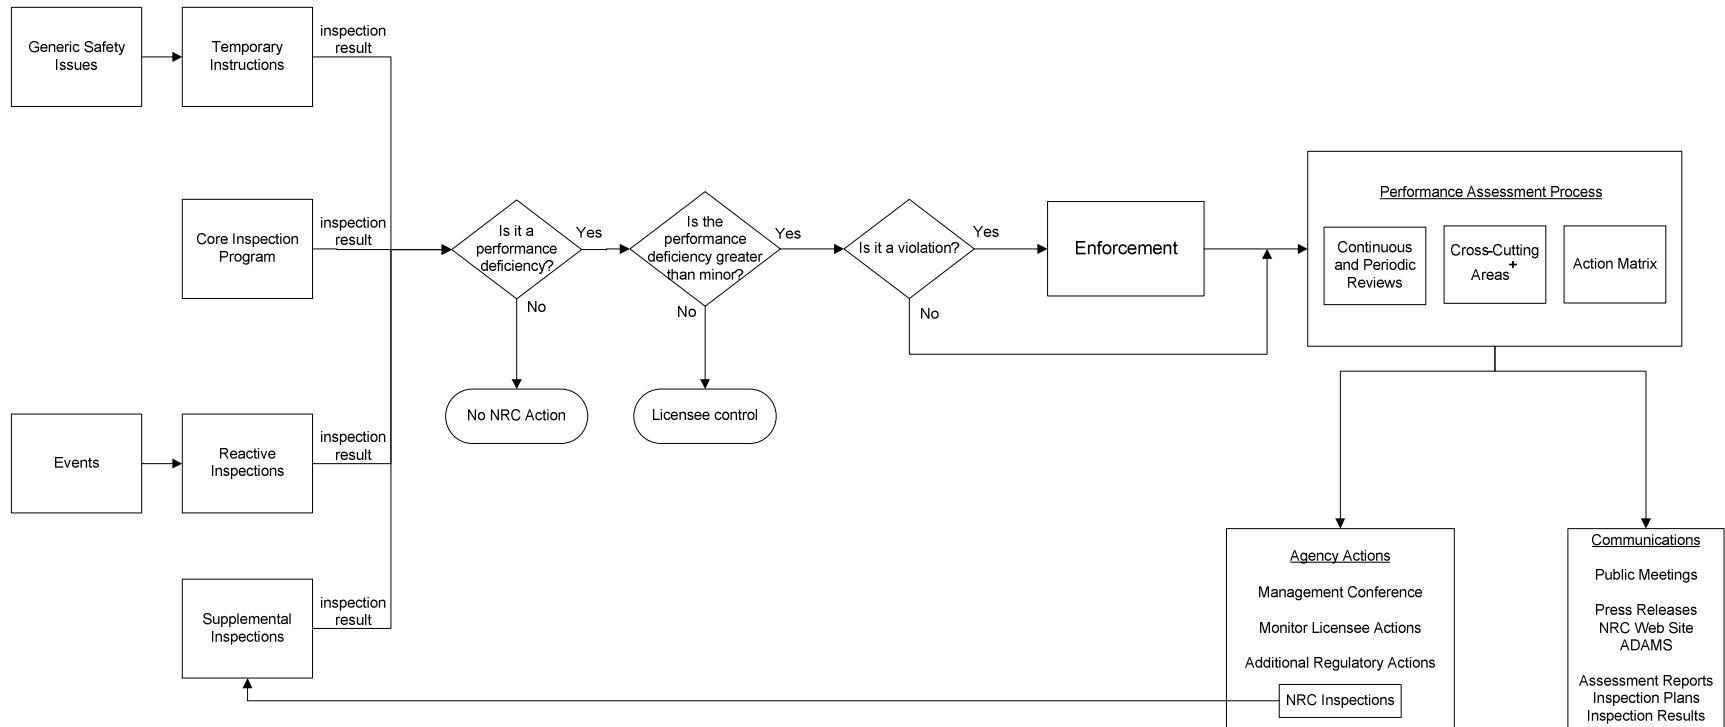 Generic Safety
Issues
Temporary
Instructions
inspection
result
Core Inspection
Program
inspection
result
Events
Reactive
Inspections
inspection
result
Supplemental
Inspections
inspection
result
Is it a
performance
deficiency?
Yes
No
No NRC Action
Is the
performance
deficiency greater
than minor?
Yes
No
Licensee control
Is it a violation?
Yes
No
Enforcement
Performance Assessment Process
Continuous
and Periodic
Reviews
Cross-Cutting
Areas+
Action Matrix
Agency Actions
Management Conference
Monitor Licensee Actions
Additional Regulatory Actions
NRC Inspections
Communications
Public Meetings
Press Releases
NRC Web Site
ADAMS
Assessment Reports
Inspection Plans
Inspection Results